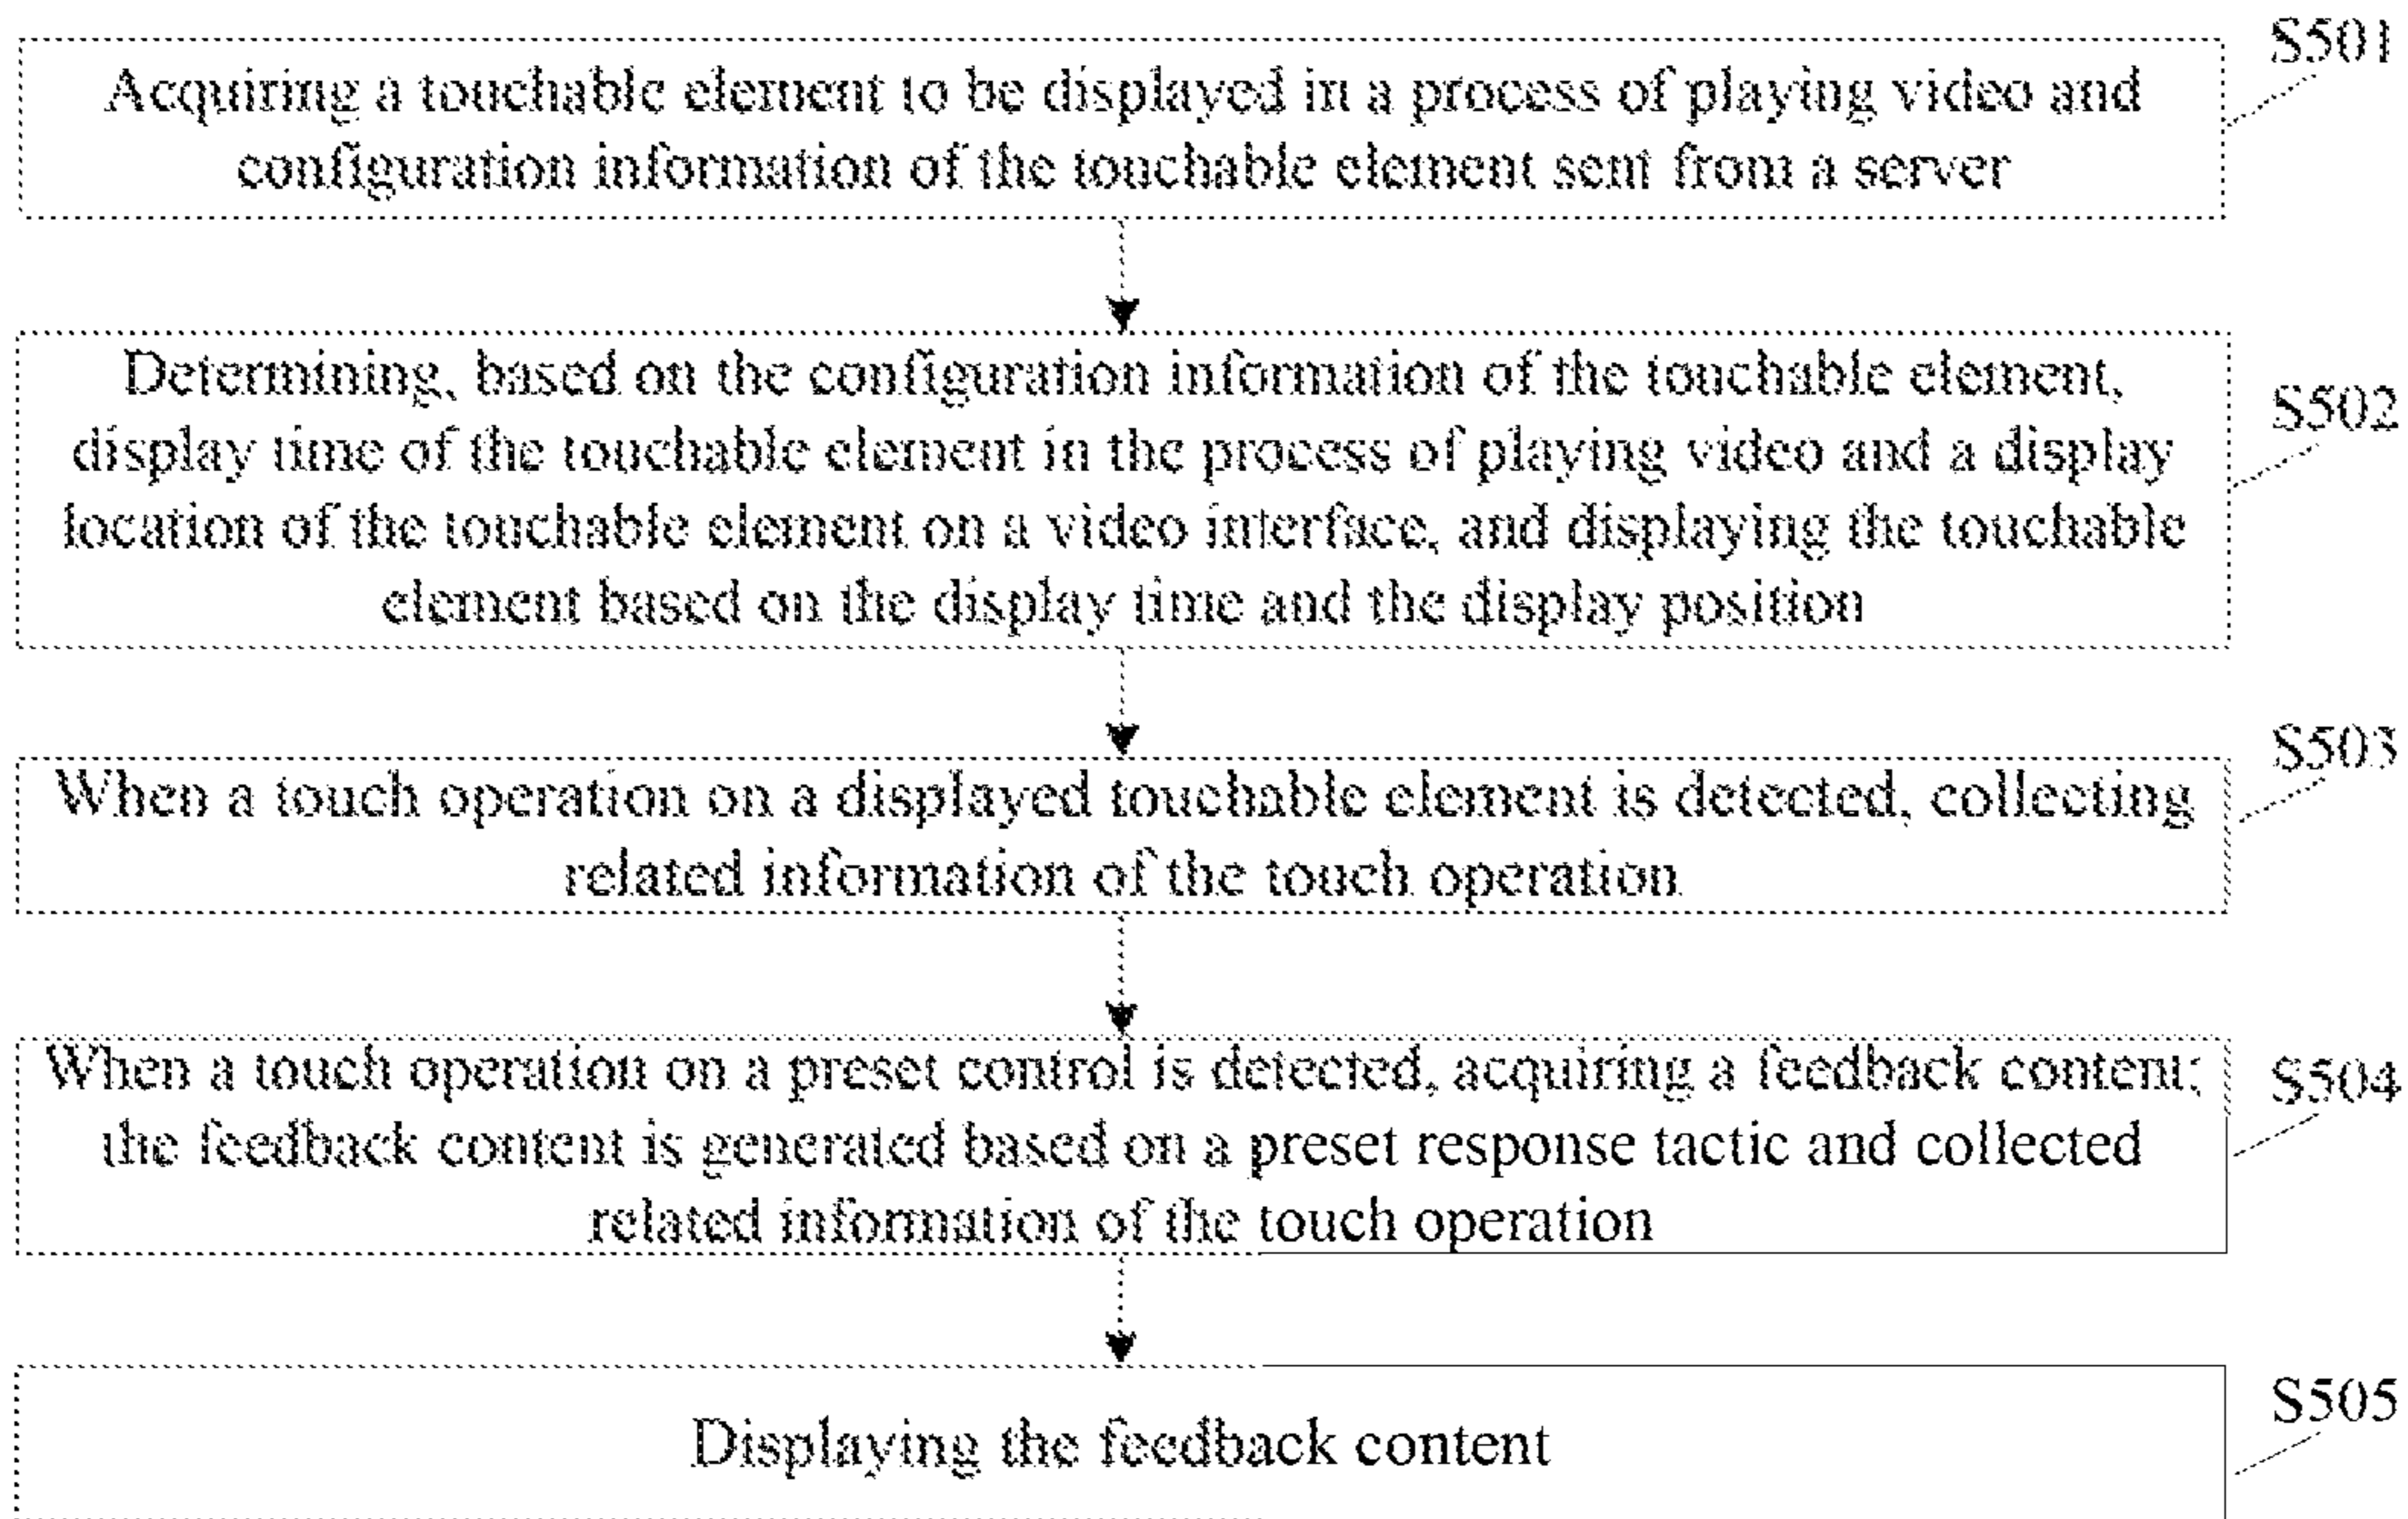 S501
Acquiring a touchable element to be displayed in a process of playing video and
configuration information of the touchable element sent from a server
Determining, based on the configuration information of the touchable element,
S502
display time of the touchable element in the process of playing video and a display
location of the touchable element on a video interface, and displaying the touchable
element based on the display time and the display position
S503
When a touch operation on a displayed touchable element is detected, collecting
related information of the touch operation
When a touch operation on a preset control is detected, acquiring a feedback content;
S504
the feedback content is generated based on a preset response tactic and collected
related information of the touch operation
S505
Displaying the feedback content